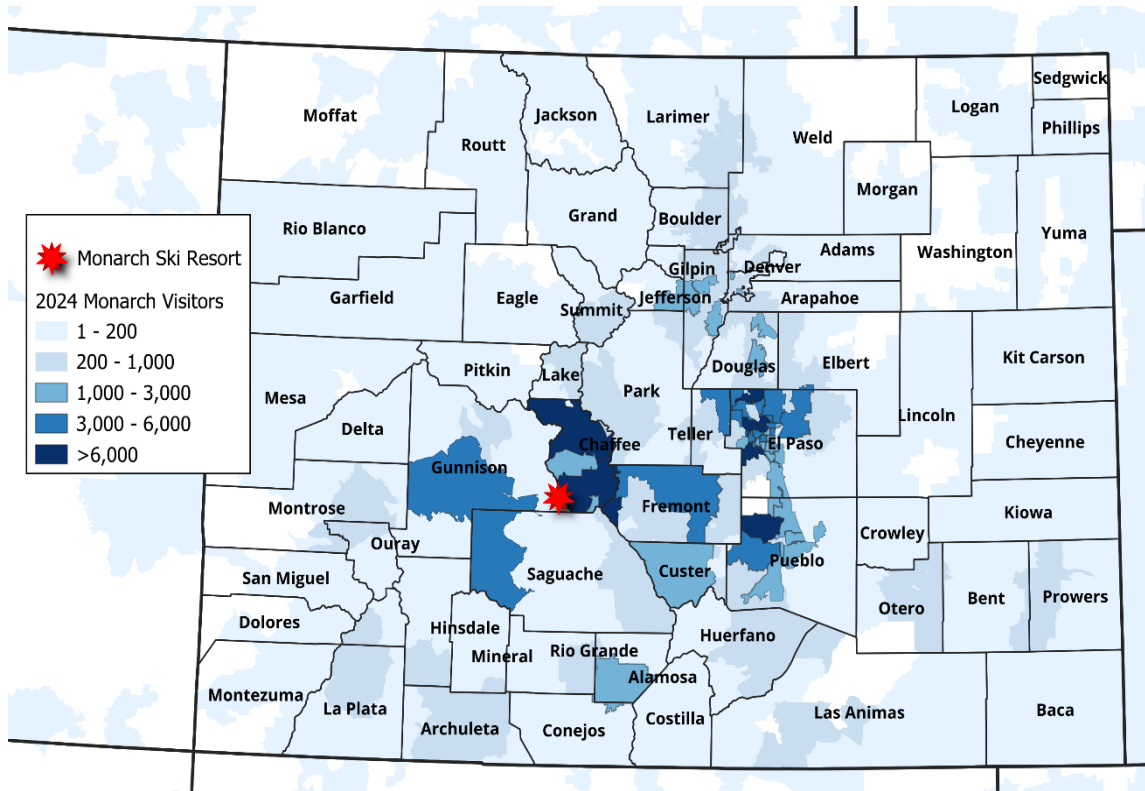 Sedgwick
Moffat
Jackson
Larimer
Logan
Weld
Phillips
Routt
Morgan
Grand
Boulder
Rio Blanco
Yuma
Adams
Washington
Monarch Ski Resort
Gilpin
Denver
2024 Monarch Visitors
Garfield
Eagle
Jefferson
Arapahoe
1 - 200
Summit
200 - 1,000
Kit Carson
1,000 - 3,000
Pitkin
Lake
Douglas
Elbert
3,000 - 6,000
Mesa
Park
>6,000
Lincoln
Delta
Chaffee
Teller
El Paso
Cheyenne
Gunnison
Montrose
Fremont
Kiowa
Ouray
Crowley
Pueblo
San Miguel
Saguache
Custer
Otero
Bent
Prowers
Dolores
Hinsdale
Huerfano
Mineral
Rio Grande
Alamosa
Montezuma
La Plata
Archuleta
Conejos
Costilla
Las Animas
Baca